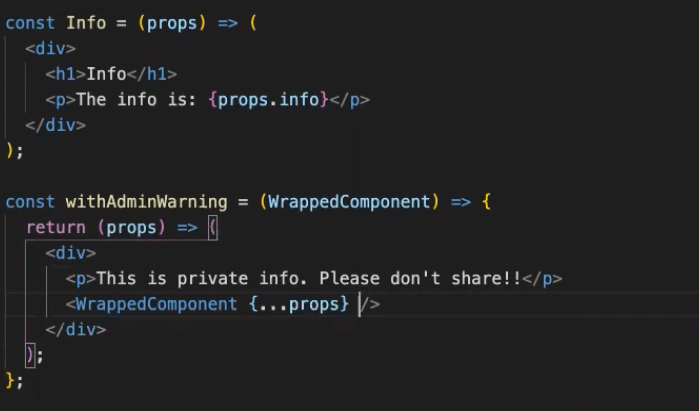 const Info = (props) => (
<div>
<h1>Info</h1>
<p>The info is: {props.info}</p>
</div>
);
const withAdminWarning = (WrappedComponent) => {
return (props) => (
<div>
<p>This is private info. Please don't share!!</p>
<WrappedComponent {...props} />
</div>
);
};